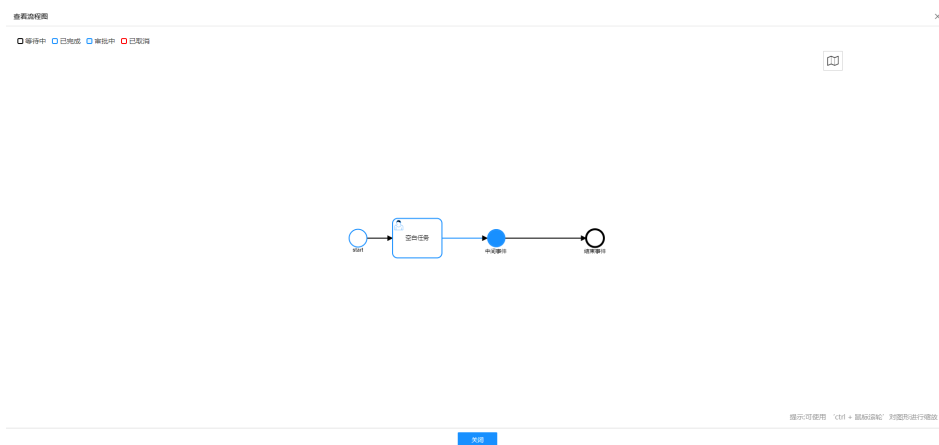 查看流程图
等待中 已完成 审批中 已取消
空白任务
start
中间事件
结束事件
提示:可使用 'ctrl + 鼠标滚轮' 对图形进行缩放
关闭